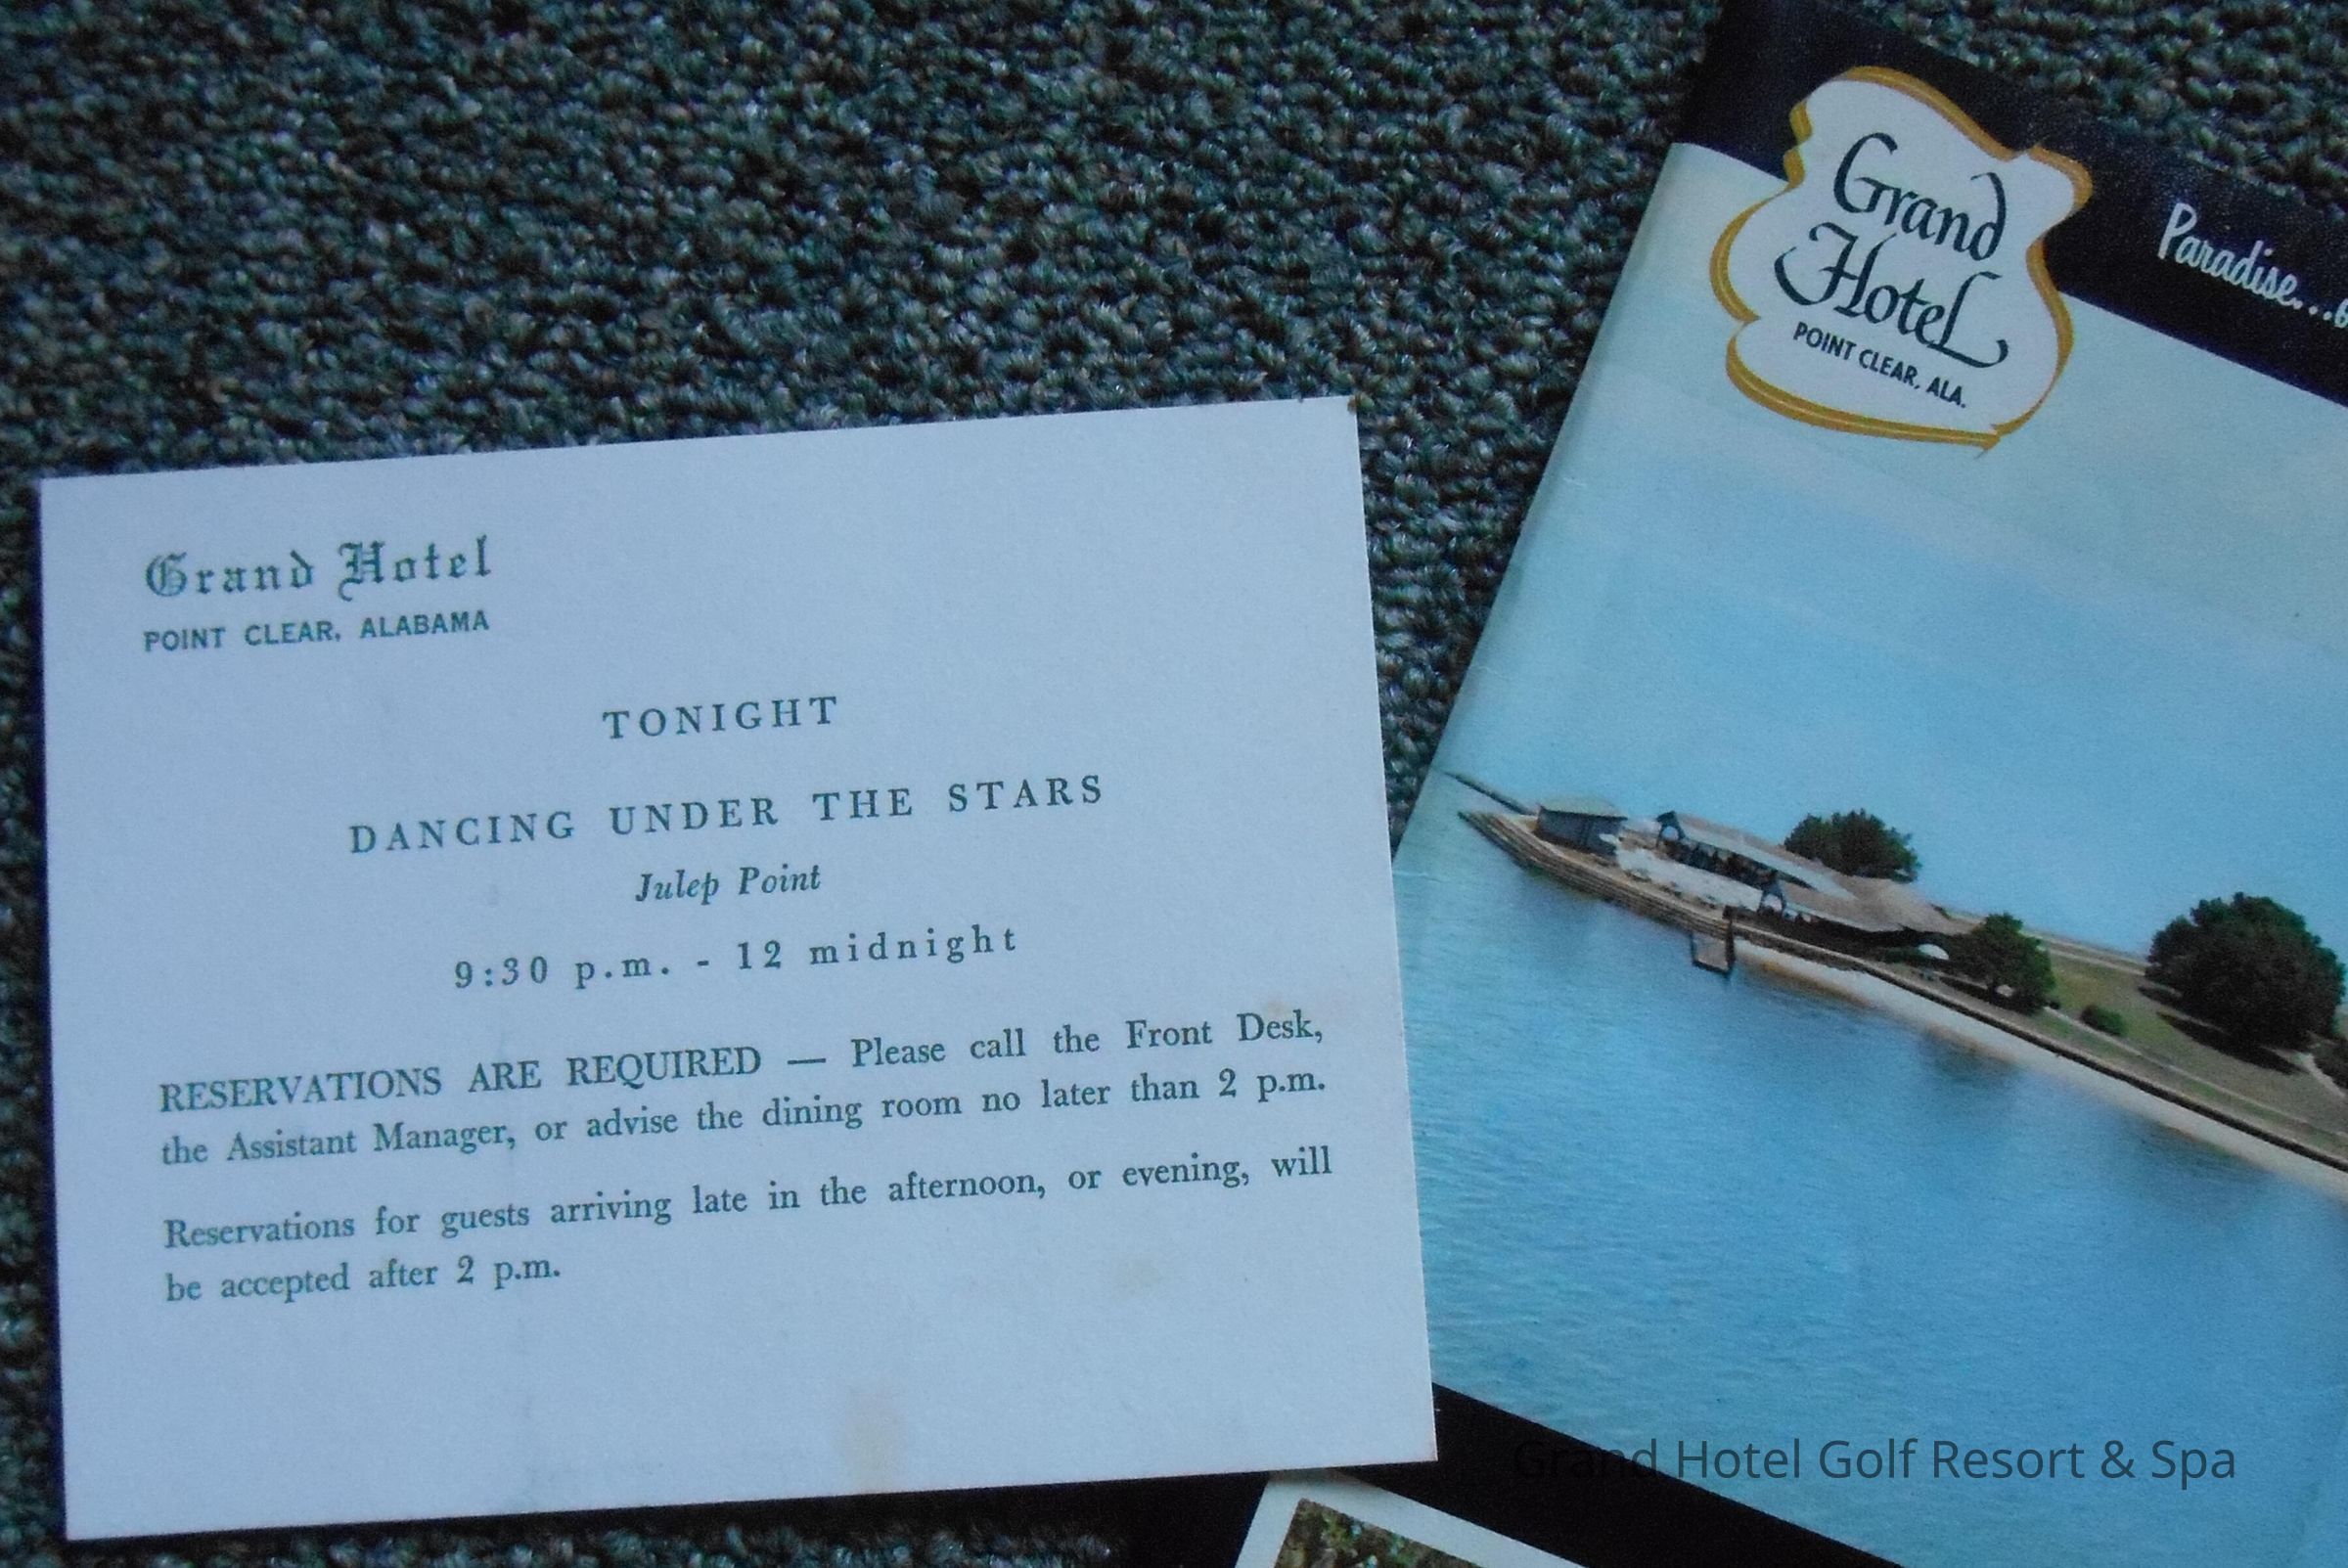 Grand Hotel
POINT CLEAR, ALABAMA
TONIGHT
DANCING UNDER THE STARS
Julep Point
9:30 p.m. - 12 midnight
RESERVATIONS ARE REQUIRED — Please call the Front Desk,
the Assistant Manager, or advise the dining room no later than 2 p.m.
Reservations for guests arriving late in the afternoon, or evening, will
be accepted after 2 p.m.
Grand
Hotel
POINT CLEAR, ALA.
Paradise...
Grand Hotel Golf Resort & Spa